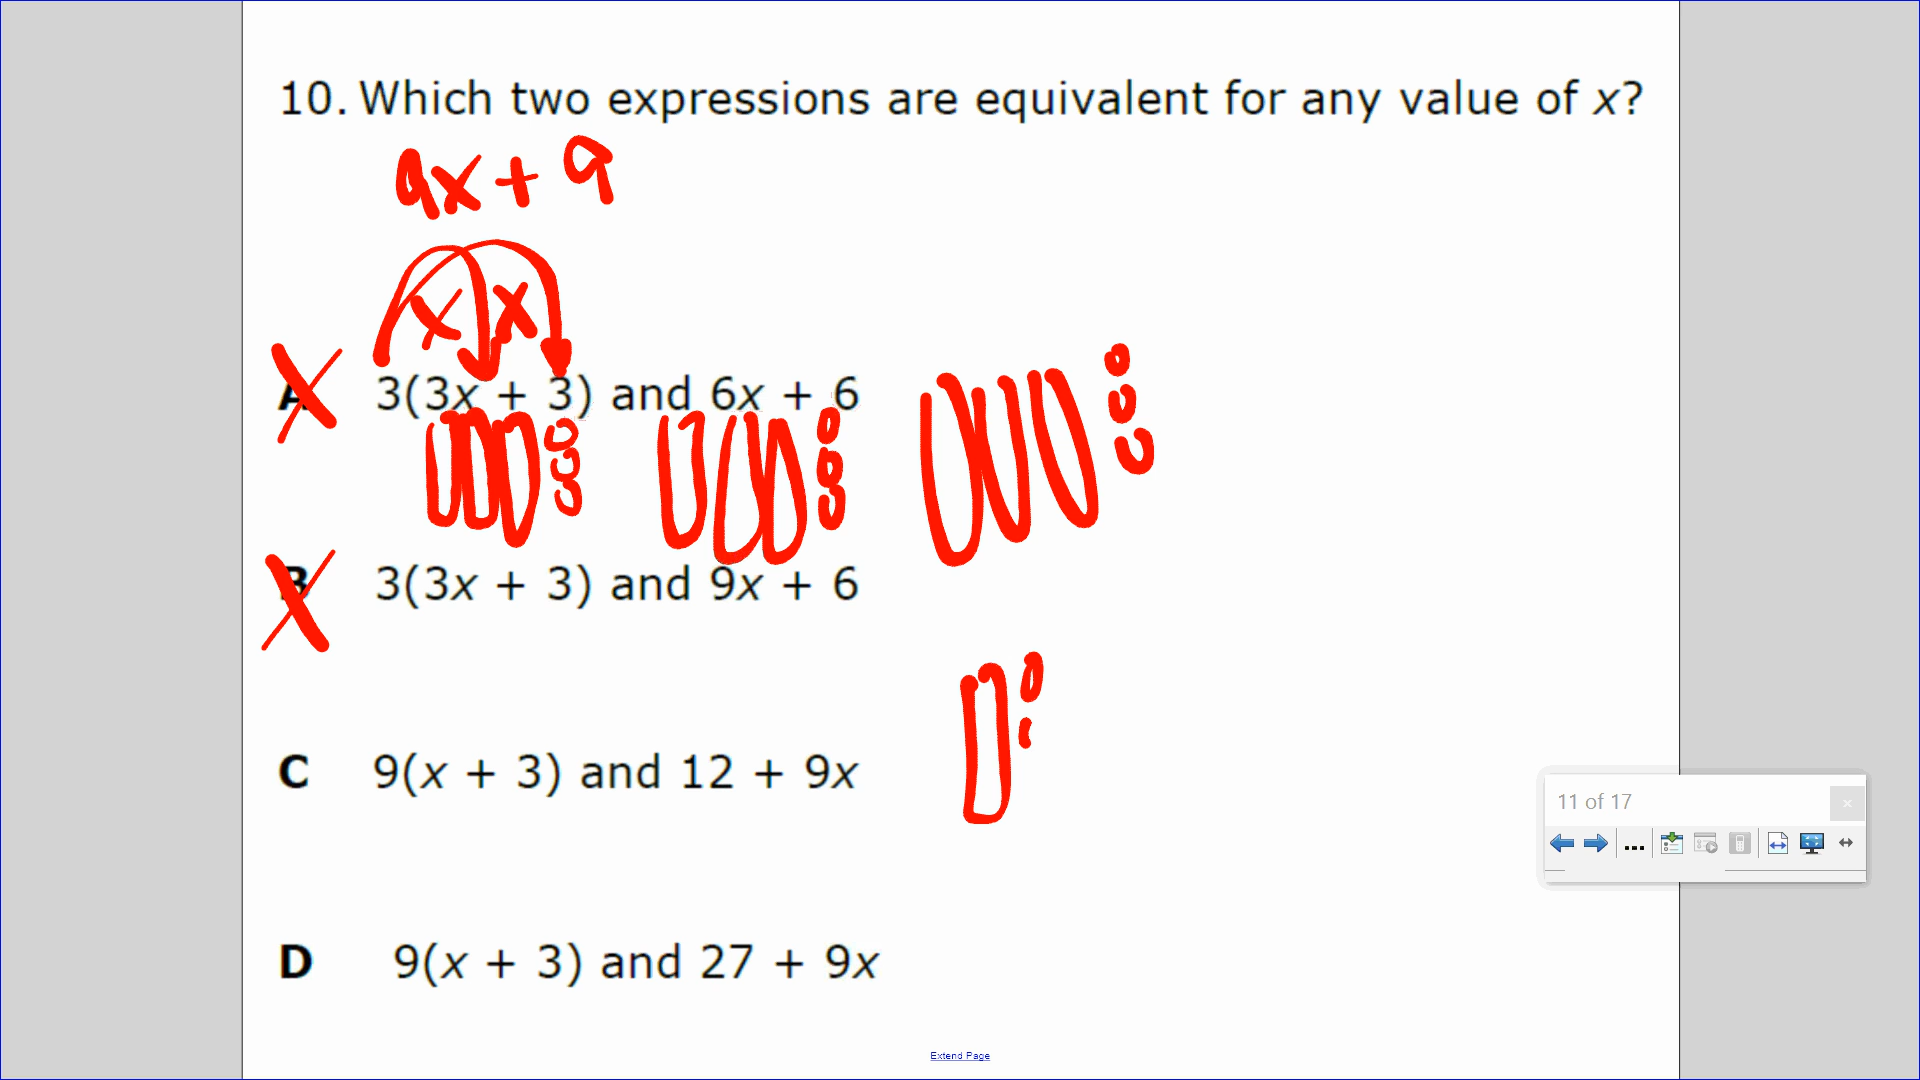 10. Which two expressions are equivalent for any value of x?
9x + 9
x x
A 3(3x + 3) and 6x + 6
B 3(3x + 3) and 9x + 6
C 9(x + 3) and 12 + 9x
11 of 17
D 9(x + 3) and 27 + 9x
Extend Page